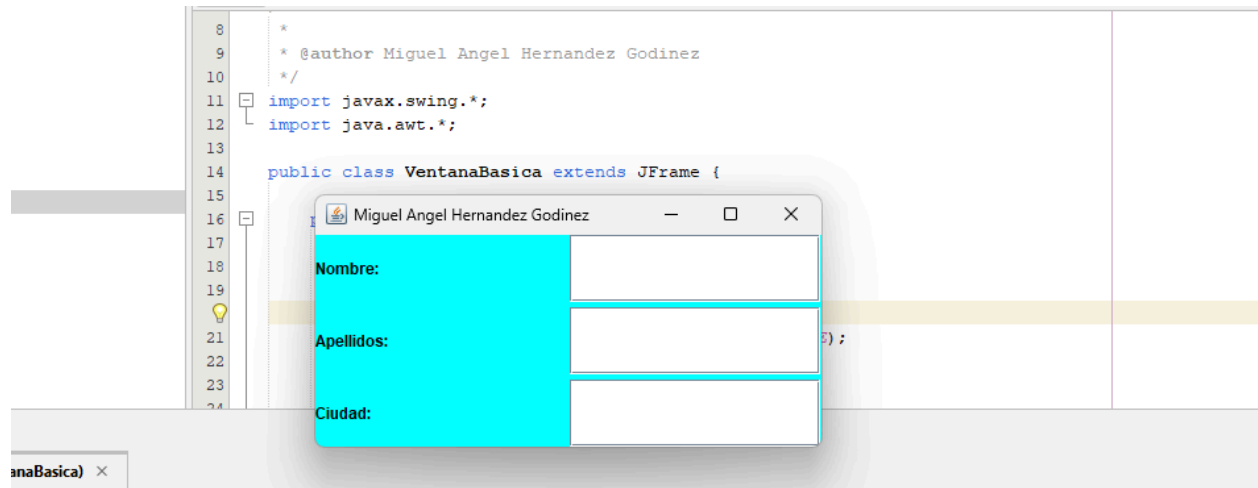 8 *
9 * @author Miguel Angel Hernandez Godinez
10 */
11 import javax.swing.*;
12 import java.awt.*;
13
14 public class VentanaBasica extends JFrame {
15
16
Miguel Angel Hernandez Godinez
17
18
Nombre:
19
21 );
Apellidos:
22
23
24
Ciudad:
anaBasica) ×